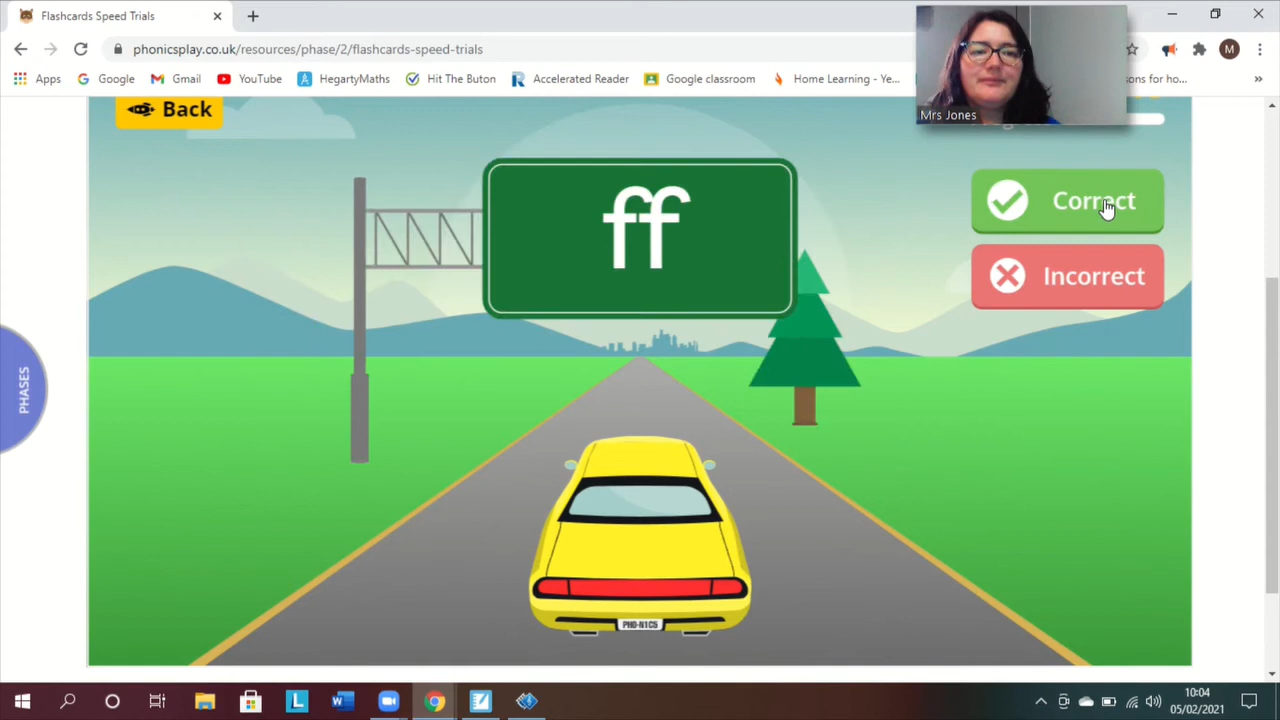 Flashcards Speed Trials
phonicsplay.co.uk/resources/phase/2/flashcards-speed-trials
M
Apps Google Gmail YouTube HegartyMaths Hit The Buton Accelerated Reader Google classroom Home Learning - Ye... ons for ho...
Mrs Jones
Back
ff
Correct
Incorrect
PHASES
PHO-N1C5
10:04
05/02/2021